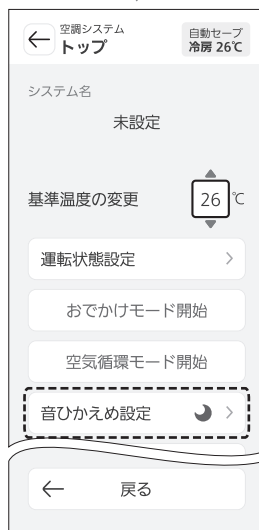 空調システム
トップ
自動セーブ
冷房 26℃
システム名
未設定
基準温度の変更
26 ℃
運転状態設定
おでかけモード開始
空気循環モード開始
音ひかえめ設定
戻る